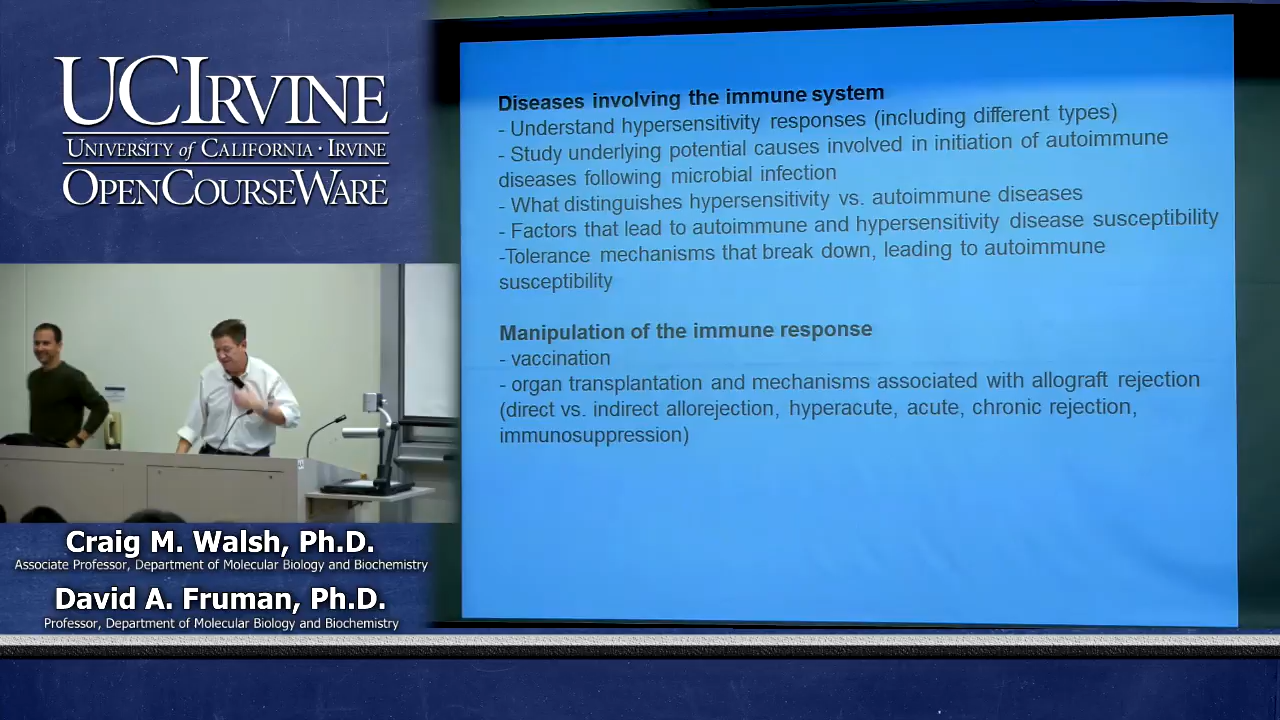 UCIRVINE
UNIVERSITY of CALIFORNIA · IRVINE
OPENCOURSEWARE
Diseases involving the immune system
- Understand hypersensitivity responses (including different types)
- Study underlying potential causes involved in initiation of autoimmune
diseases following microbial infection
- What distinguishes hypersensitivity vs. autoimmune diseases
- Factors that lead to autoimmune and hypersensitivity disease susceptibility
-Tolerance mechanisms that break down, leading to autoimmune
susceptibility
Manipulation of the immune response
- vaccination
- organ transplantation and mechanisms associated with allograft rejection
(direct vs. indirect allorejection, hyperacute, acute, chronic rejection,
immunosuppression)
Craig M. Walsh, Ph.D.
Associate Professor, Department of Molecular Biology and Biochemistry
David A. Fruman, Ph.D.
Professor, Department of Molecular Biology and Biochemistry